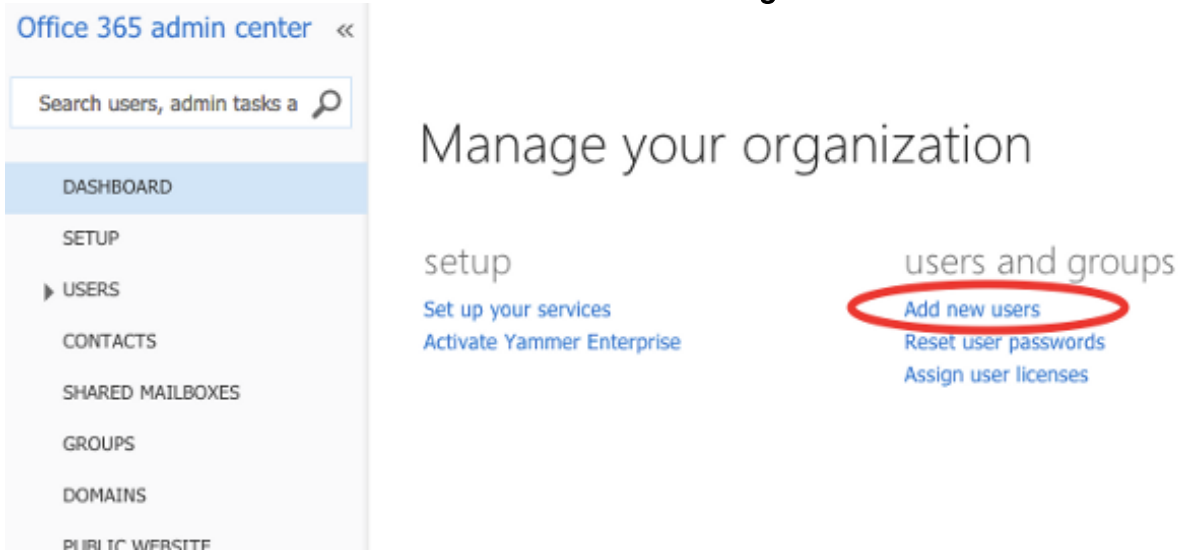 Office 365 admin center «
Search users, admin tasks a
DASHBOARD
SETUP
USERS
CONTACTS
SHARED MAILBOXES
GROUPS
DOMAINS
PUBLIC WEBSITE
Manage your organization
setup
Set up your services
Activate Yammer Enterprise
users and groups
Add new users
Reset user passwords
Assign user licenses